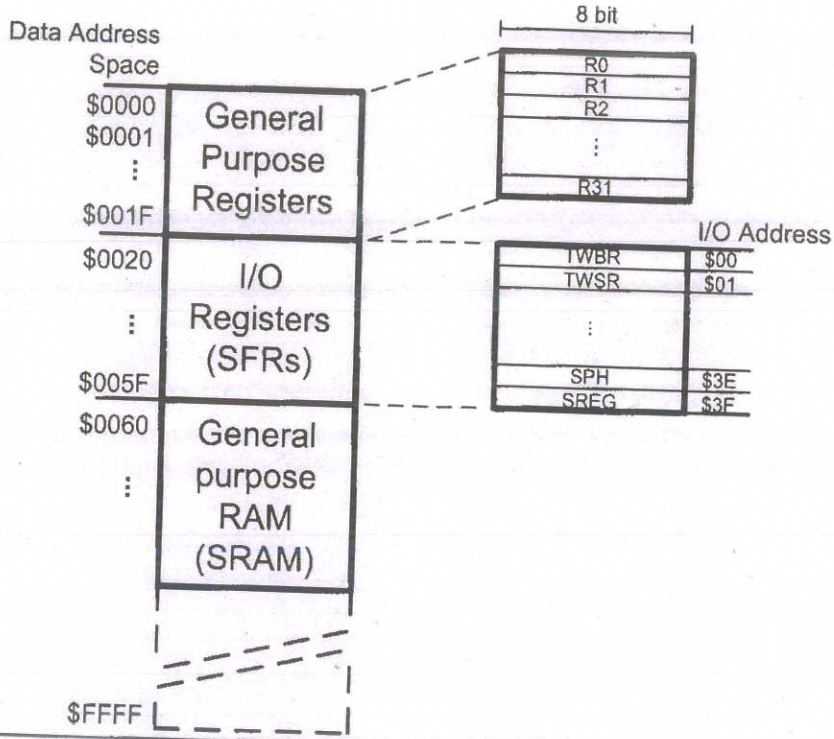 Data Address
Space
$0000
$0001
⋮
$001F
$0020
⋮
$005F
$0060
⋮
$FFFF
General
Purpose
Registers
I/O
Registers
(SFRs)
General
purpose
RAM
(SRAM)
8 bit
R0
R1
R2
⋮
R31
I/O Address
TWBR $00
TWSR $01
⋮
SPH $3E
SREG $3F